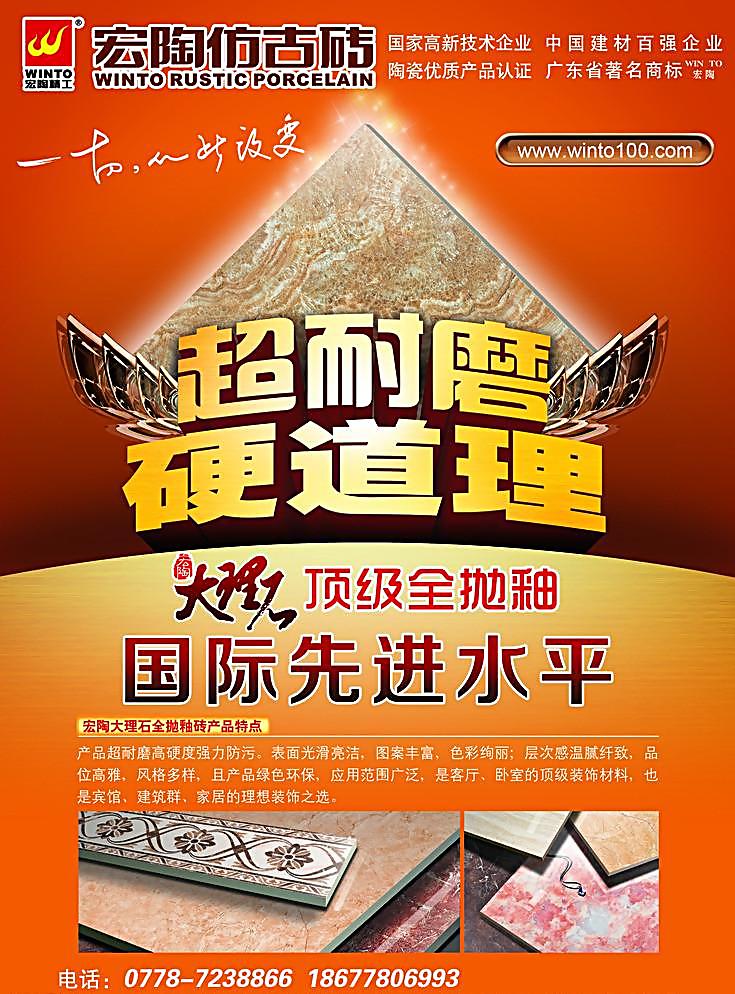 WINTO
宏陶精工
®
宏陶仿古砖
WINTO RUSTIC PORCELAIN
国家高新技术企业 中国建材百强企业
陶瓷优质产品认证 广东省著名商标 WIN TO 宏陶
一切，从此改变
www.winto100.com
超耐磨
硬道理
宏陶
大理石 顶级全抛釉
国际先进水平
宏陶大理石全抛釉砖产品特点
产品超耐磨高硬度强力防污。表面光滑亮洁，图案丰富、色彩绚丽；层次感温腻纤致，品
位高雅，风格多样，且产品绿色环保，应用范围广泛，是客厅、卧室的顶级装饰材料，也
是宾馆、建筑群、家居的理想装饰之选。
电话：0778-7238866 18677806993